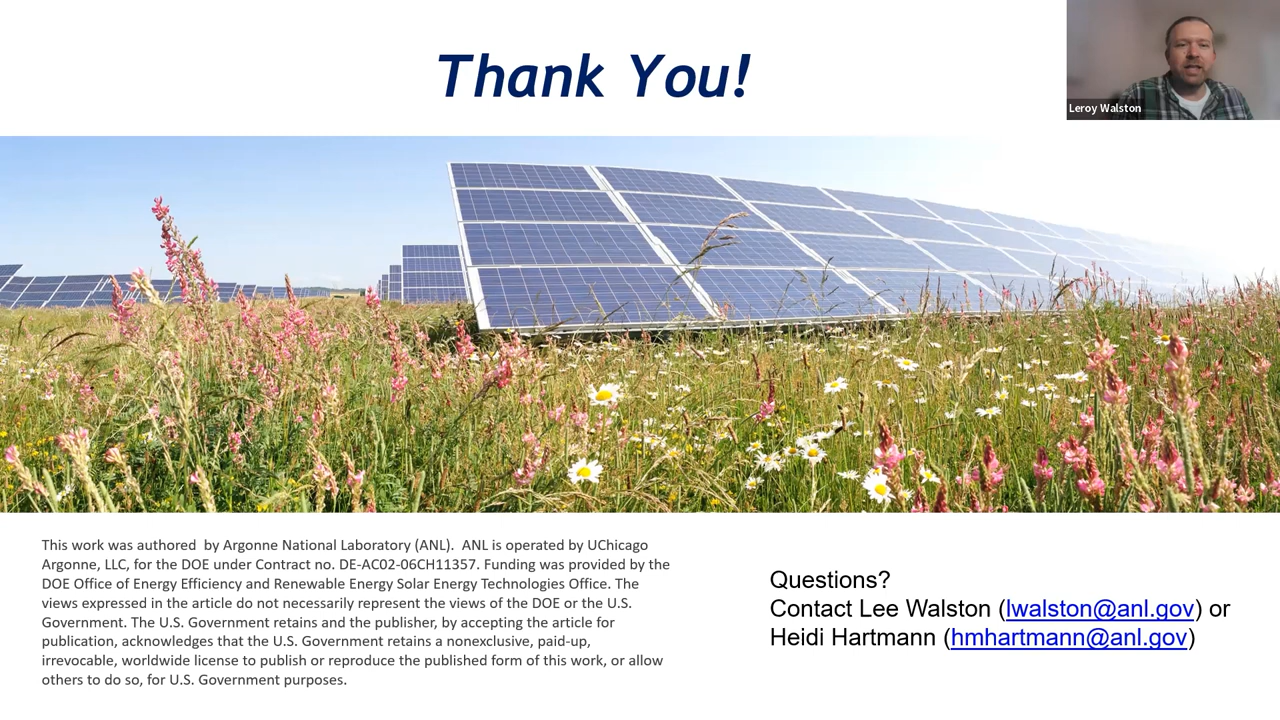 Thank You!
Leroy Walston
This work was authored  by Argonne National Laboratory (ANL).  ANL is operated by UChicago
Argonne, LLC, for the DOE under Contract no. DE-AC02-06CH11357. Funding was provided by the
DOE Office of Energy Efficiency and Renewable Energy Solar Energy Technologies Office. The
views expressed in the article do not necessarily represent the views of the DOE or the U.S.
Government. The U.S. Government retains and the publisher, by accepting the article for
publication, acknowledges that the U.S. Government retains a nonexclusive, paid-up,
irrevocable, worldwide license to publish or reproduce the published form of this work, or allow
others to do so, for U.S. Government purposes.
Questions?
Contact Lee Walston (lwalston@anl.gov) or
Heidi Hartmann (hmhartmann@anl.gov)